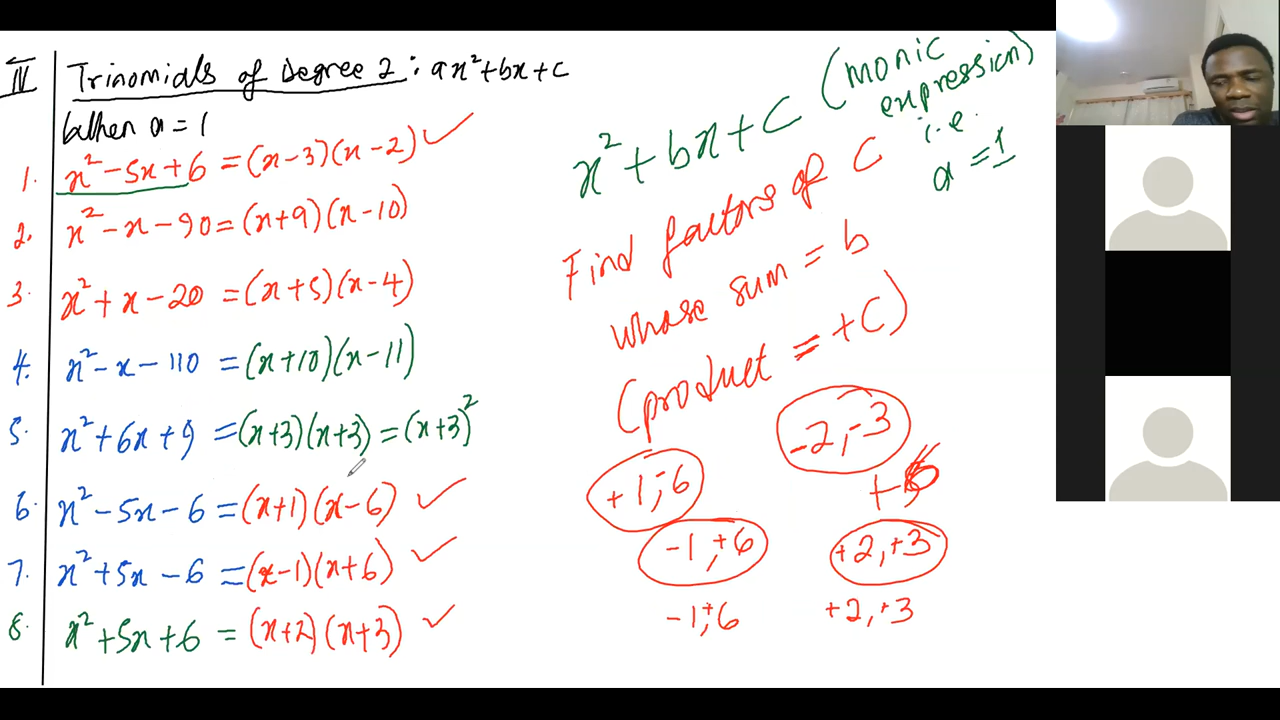 IV Trinomials of Degree 2: ax²+bx+c
When a = 1
1. x² - 5x + 6 = (x-3)(x-2) ✓
2. x² - x - 90 = (x+9)(x-10)
3. x² + x - 20 = (x+5)(x-4)
4. x² - x - 110 = (x+10)(x-11)
5. x² + 6x + 9 = (x+3)(x+3) = (x+3)²
6. x² - 5x - 6 = (x+1)(x-6) ✓
7. x² + 5x - 6 = (x-1)(x+6) ✓
8. x² + 5x + 6 = (x+2)(x+3) ✓
x² + bx + C (monic
expression)
i.e.
a = 1
Find factors of C
whose sum = b
(product = +C)
-2, -3
+1, -6
-1, +6
+2, +3
-1, +6
+2, +3